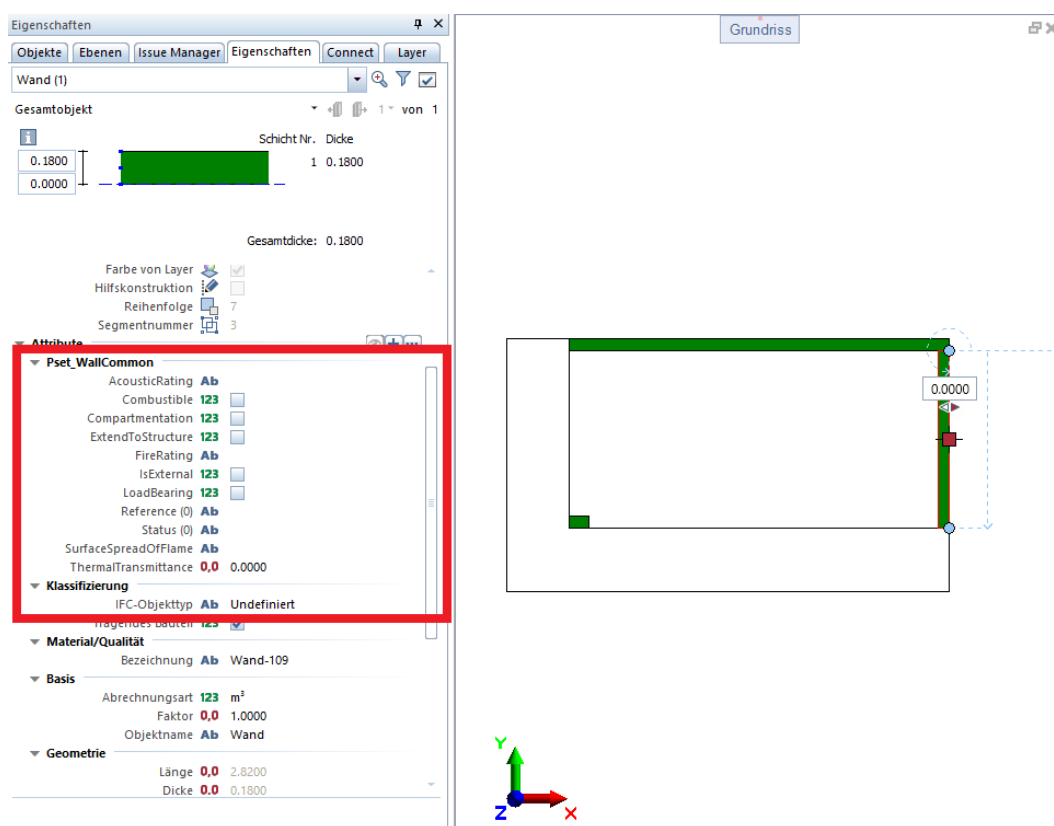 Eigenschaften
Objekte Ebenen Issue Manager Eigenschaften Connect Layer
Wand (1)
Gesamtobjekt 1 von 1
Schicht Nr. Dicke
0.1800 1 0.1800
0.0000
Gesamtdicke: 0.1800
Farbe von Layer
Hilfskonstruktion
Reihenfolge 7
Segmentnummer 3
Attribute
Pset_WallCommon
AcousticRating Ab
Combustible 123
Compartmentation 123
ExtendToStructure 123
FireRating Ab
IsExternal 123
LoadBearing 123
Reference (0) Ab
Status (0) Ab
SurfaceSpreadOfFlame Ab
ThermalTransmittance 0,0 0.0000
Klassifizierung
IFC-Objekttyp Ab Undefiniert
Tragendes Bauteil 123
Material/Qualität
Bezeichnung Ab Wand-109
Basis
Abrechnungsart 123 m³
Faktor 0,0 1.0000
Objektname Ab Wand
Geometrie
Länge 0,0 2.8200
Dicke 0,0 0.1800
Grundriss
0.0000
Y
Z X